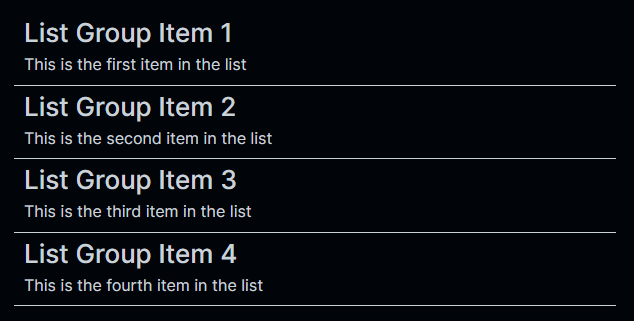 List Group Item 1
This is the first item in the list
List Group Item 2
This is the second item in the list
List Group Item 3
This is the third item in the list
List Group Item 4
This is the fourth item in the list